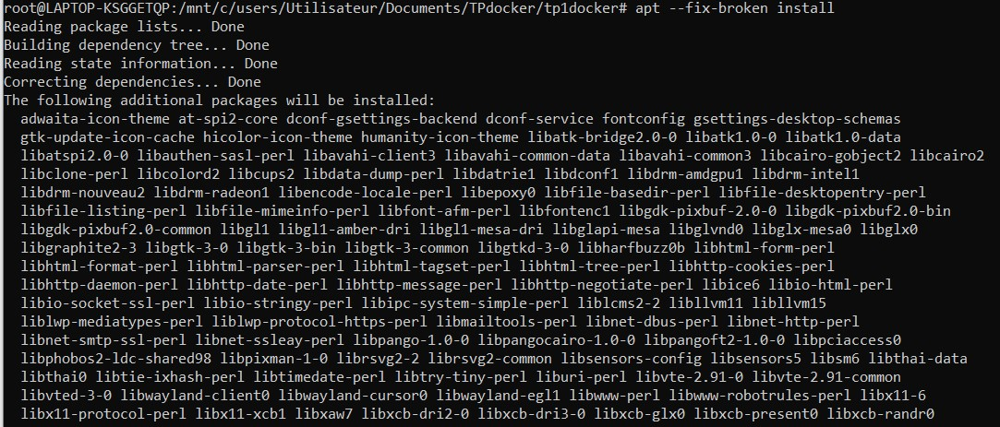 root@LAPTOP-KSGGETQP:/mnt/c/users/Utilisateur/Documents/TPdocker/tp1docker# apt --fix-broken install
Reading package lists... Done
Building dependency tree... Done
Reading state information... Done
Correcting dependencies... Done
The following additional packages will be installed:
  adwaita-icon-theme at-spi2-core dconf-gsettings-backend dconf-service fontconfig gsettings-desktop-schemas
  gtk-update-icon-cache hicolor-icon-theme humanity-icon-theme libatk-bridge2.0-0 libatk1.0-0 libatk1.0-data
  libatspi2.0-0 libauthen-sasl-perl libavahi-client3 libavahi-common-data libavahi-common3 libcairo-gobject2 libcairo2
  libclone-perl libcolord2 libcups2 libdata-dump-perl libdatrie1 libdconf1 libdrm-amdgpu1 libdrm-intel1
  libdrm-nouveau2 libdrm-radeon1 libencode-locale-perl libepoxy0 libfile-basedir-perl libfile-desktopentry-perl
  libfile-listing-perl libfile-mimeinfo-perl libfont-afm-perl libfontenc1 libgdk-pixbuf-2.0-0 libgdk-pixbuf2.0-bin
  libgdk-pixbuf2.0-common libgl1 libgl1-amber-dri libgl1-mesa-dri libglapi-mesa libglvnd0 libglx-mesa0 libglx0
  libgraphite2-3 libgtk-3-0 libgtk-3-bin libgtk-3-common libgtkd-3-0 libharfbuzz0b libhtml-form-perl
  libhtml-format-perl libhtml-parser-perl libhtml-tagset-perl libhtml-tree-perl libhttp-cookies-perl
  libhttp-daemon-perl libhttp-date-perl libhttp-message-perl libhttp-negotiate-perl libice6 libio-html-perl
  libio-socket-ssl-perl libio-stringy-perl libipc-system-simple-perl liblcms2-2 libllvm11 libllvm15
  liblwp-mediatypes-perl liblwp-protocol-https-perl libmailtools-perl libnet-dbus-perl libnet-http-perl
  libnet-smtp-ssl-perl libnet-ssleay-perl libpango-1.0-0 libpangocairo-1.0-0 libpangoft2-1.0-0 libpciaccess0
  libphobos2-ldc-shared98 libpixman-1-0 librsvg2-2 librsvg2-common libsensors-config libsensors5 libsm6 libthai-data
  libthai0 libtie-ixhash-perl libtimedate-perl libtry-tiny-perl liburi-perl libvte-2.91-0 libvte-2.91-common
  libvted-3-0 libwayland-client0 libwayland-cursor0 libwayland-egl1 libwww-perl libwww-robotrules-perl libx11-6
  libx11-protocol-perl libx11-xcb1 libxaw7 libxcb-dri2-0 libxcb-dri3-0 libxcb-glx0 libxcb-present0 libxcb-randr0